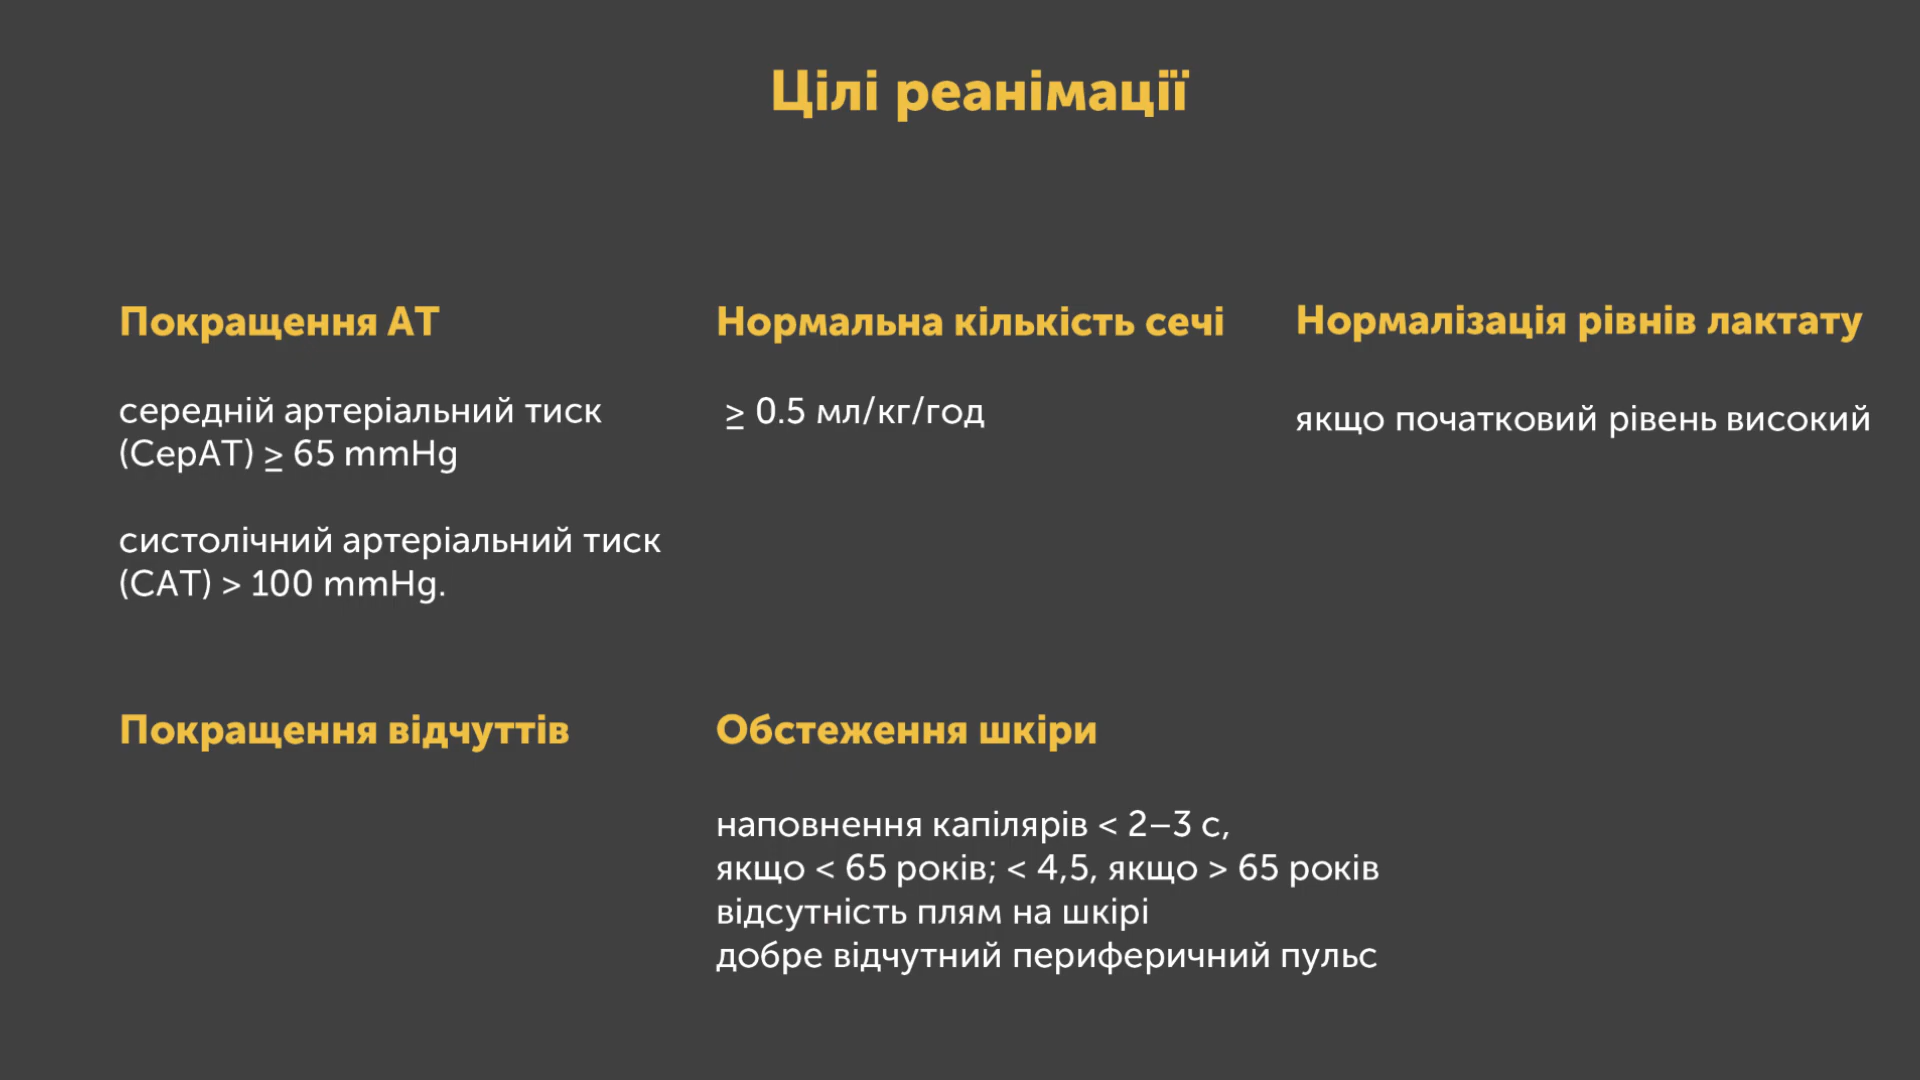 Цілі реанімації
Покращення АТ
середній артеріальний тиск
(СерАТ) ≥ 65 mmHg
систолічний артеріальний тиск
(САТ) > 100 mmHg.
Нормальна кількість сечі
≥ 0.5 мл/кг/год
Нормалізація рівнів лактату
якщо початковий рівень високий
Покращення відчуттів
Обстеження шкіри
наповнення капілярів < 2–3 с,
якщо < 65 років; < 4,5, якщо > 65 років
відсутність плям на шкірі
добре відчутний периферичний пульс